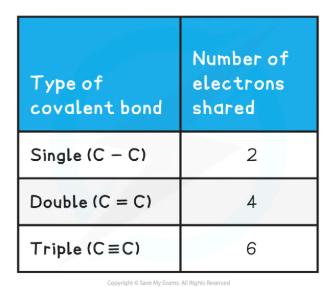 Type of
covalent bond
Number of
electrons
shared
Single (C – C)
2
Double (C = C)
4
Triple (C≡C)
6
Copyright © Save My Exams. All Rights Reserved